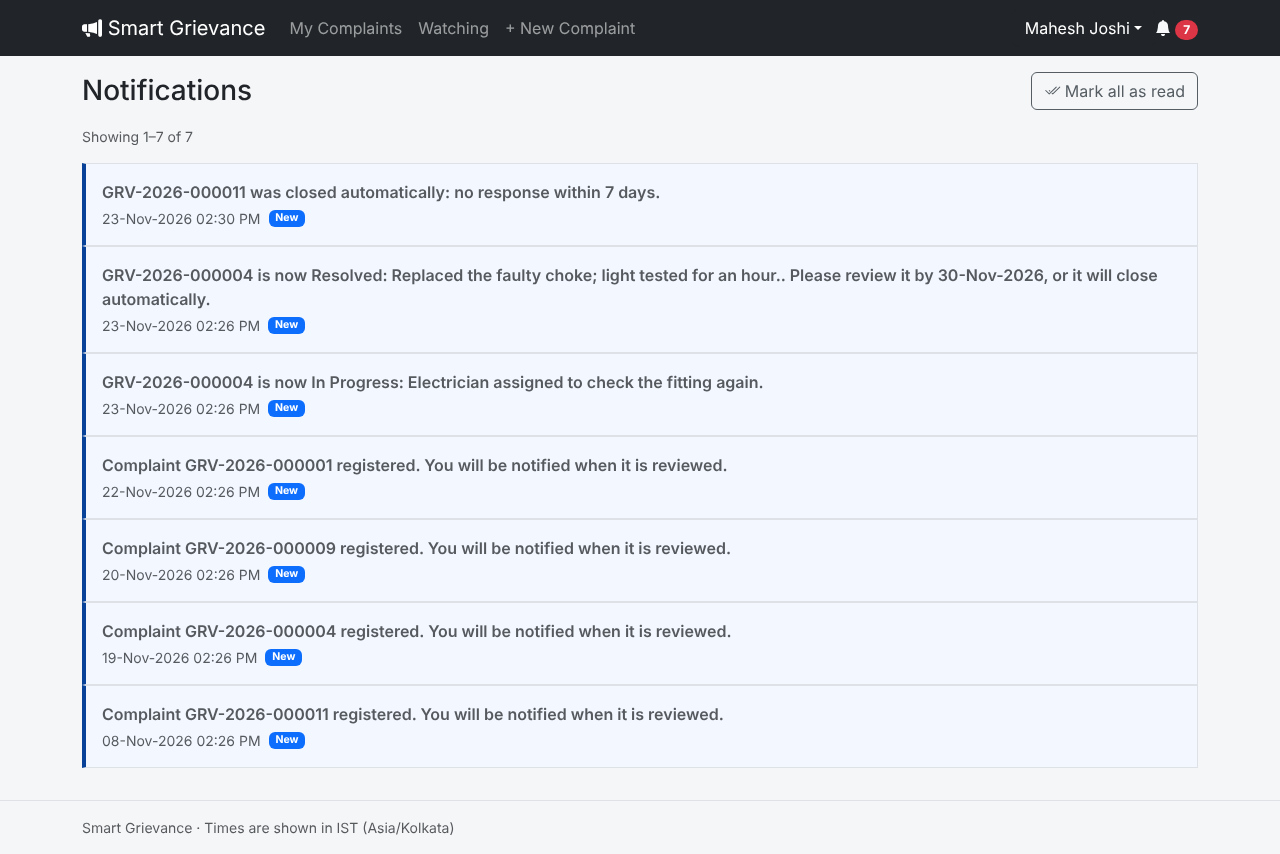 Smart Grievance My Complaints Watching + New Complaint Mahesh Joshi 7
Notifications
Mark all as read
Showing 1–7 of 7
GRV-2026-000011 was closed automatically: no response within 7 days.
23-Nov-2026 02:30 PM New
GRV-2026-000004 is now Resolved: Replaced the faulty choke; light tested for an hour.. Please review it by 30-Nov-2026, or it will close
automatically.
23-Nov-2026 02:26 PM New
GRV-2026-000004 is now In Progress: Electrician assigned to check the fitting again.
23-Nov-2026 02:26 PM New
Complaint GRV-2026-000001 registered. You will be notified when it is reviewed.
22-Nov-2026 02:26 PM New
Complaint GRV-2026-000009 registered. You will be notified when it is reviewed.
20-Nov-2026 02:26 PM New
Complaint GRV-2026-000004 registered. You will be notified when it is reviewed.
19-Nov-2026 02:26 PM New
Complaint GRV-2026-000011 registered. You will be notified when it is reviewed.
08-Nov-2026 02:26 PM New
Smart Grievance · Times are shown in IST (Asia/Kolkata)